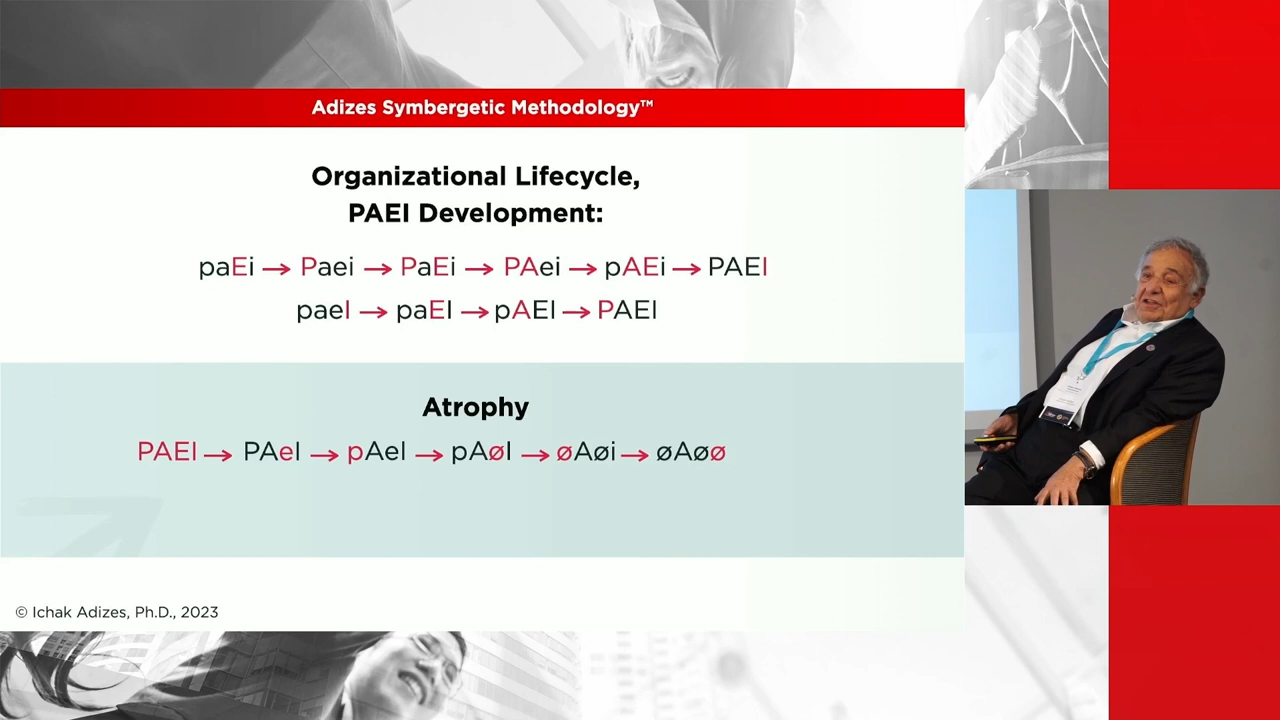 Adizes Symbergetic Methodology™
Organizational Lifecycle,
PAEI Development:
paEi → Paei → PaEi → PAei → pAEi → PAEI
paeI → paEI → pAEI → PAEI
Atrophy
PAEI → PAeI → pAeI → pAøI → øAøi → øAøø
© Ichak Adizes, Ph.D., 2023